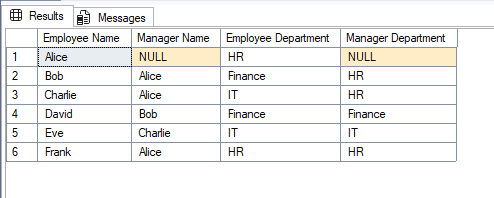 Results Messages
Employee Name Manager Name Employee Department Manager Department
1 Alice NULL HR NULL
2 Bob Alice Finance HR
3 Charlie Alice IT HR
4 David Bob Finance Finance
5 Eve Charlie IT IT
6 Frank Alice HR HR